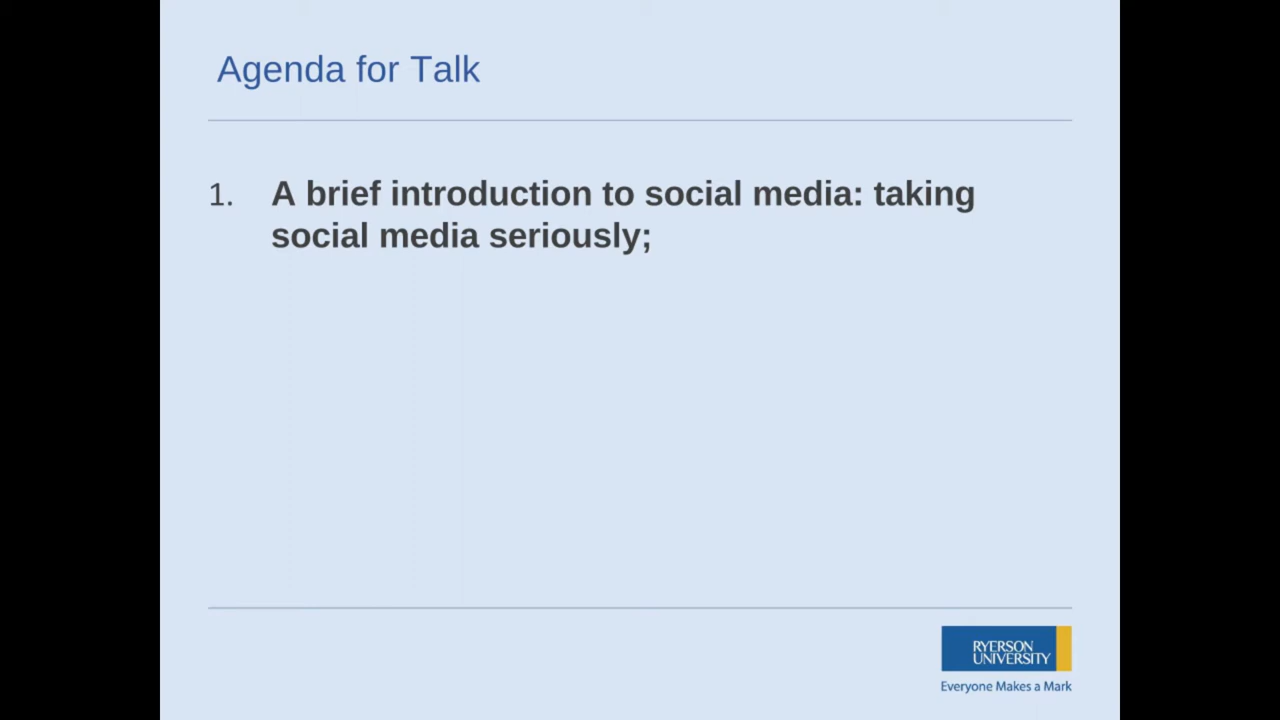 Agenda for Talk
1. A brief introduction to social media: taking
social media seriously;
RYERSON
UNIVERSITY
Everyone Makes a Mark